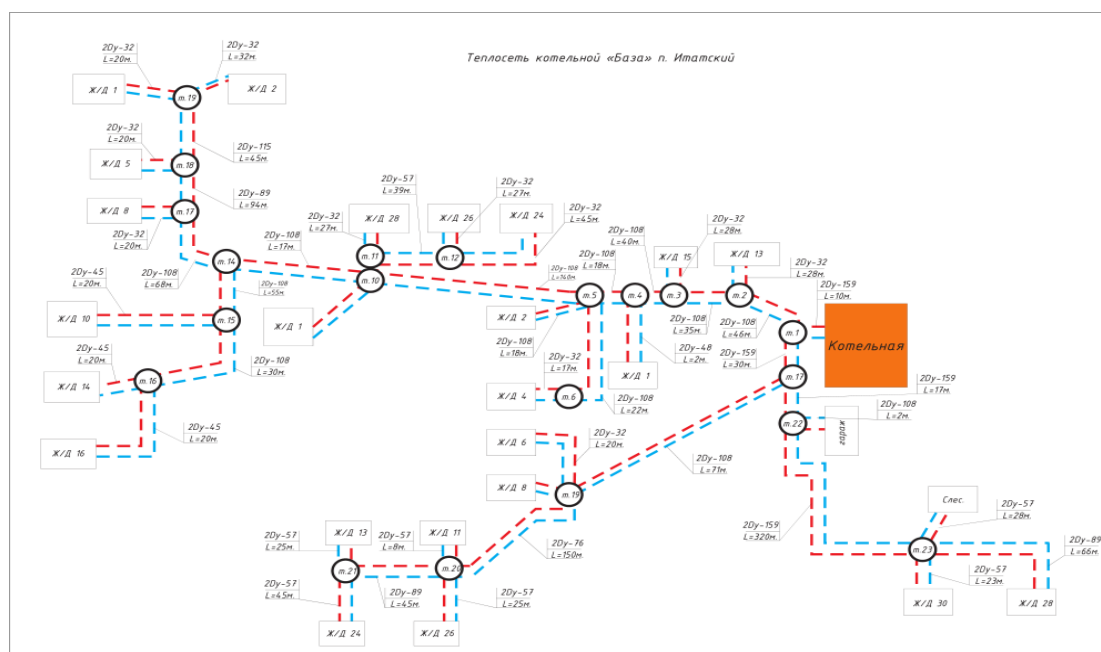 Теплосеть котельной «База» п. Итатский
2Dy-32
L=20м.
2Dy-32
L=32м.
Ж/Д 1
т.19
Ж/Д 2
2Dy-32
L=20м.
2Dy-115
L=45м.
Ж/Д 5
т.18
2Dy-89
L=94м.
Ж/Д 8
т.17
2Dy-32
L=20м.
2Dy-57
L=39м.
2Dy-32
L=27м.
2Dy-32
L=27м.
Ж/Д 28
Ж/Д 26
Ж/Д 24
2Dy-32
L=45м.
2Dy-108
L=17м.
т.11
т.12
т.10
2Dy-108
L=68м.
т.14
2Dy-108
L=55м.
2Dy-108
L=140м.
2Dy-108
L=18м.
2Dy-108
L=40м.
2Dy-32
L=28м.
Ж/Д 15
Ж/Д 13
2Dy-32
L=28м.
2Dy-159
L=10м.
т.5
т.4
т.3
т.2
т.1
Котельная
2Dy-45
L=20м.
Ж/Д 10
т.15
Ж/Д 1
Ж/Д 2
2Dy-108
L=18м.
2Dy-108
L=35м.
2Dy-108
L=46м.
2Dy-48
L=2м.
2Dy-159
L=30м.
2Dy-45
L=20м.
2Dy-108
L=30м.
Ж/Д 14
т.16
2Dy-32
L=17м.
Ж/Д 4
т.6
Ж/Д 1
2Dy-108
L=22м.
т.17
2Dy-159
L=17м.
2Dy-108
L=2м.
т.22
гараж
2Dy-45
L=20м.
Ж/Д 16
Ж/Д 6
2Dy-32
L=20м.
2Dy-108
L=71м.
Ж/Д 8
т.19
Слес.
2Dy-57
L=28м.
2Dy-57
L=25м.
Ж/Д 13
2Dy-57
L=8м.
Ж/Д 11
2Dy-76
L=150м.
2Dy-159
L=320м.
т.23
2Dy-89
L=66м.
т.21
т.20
2Dy-57
L=45м.
2Dy-89
L=45м.
2Dy-57
L=25м.
2Dy-57
L=23м.
Ж/Д 24
Ж/Д 26
Ж/Д 30
Ж/Д 28